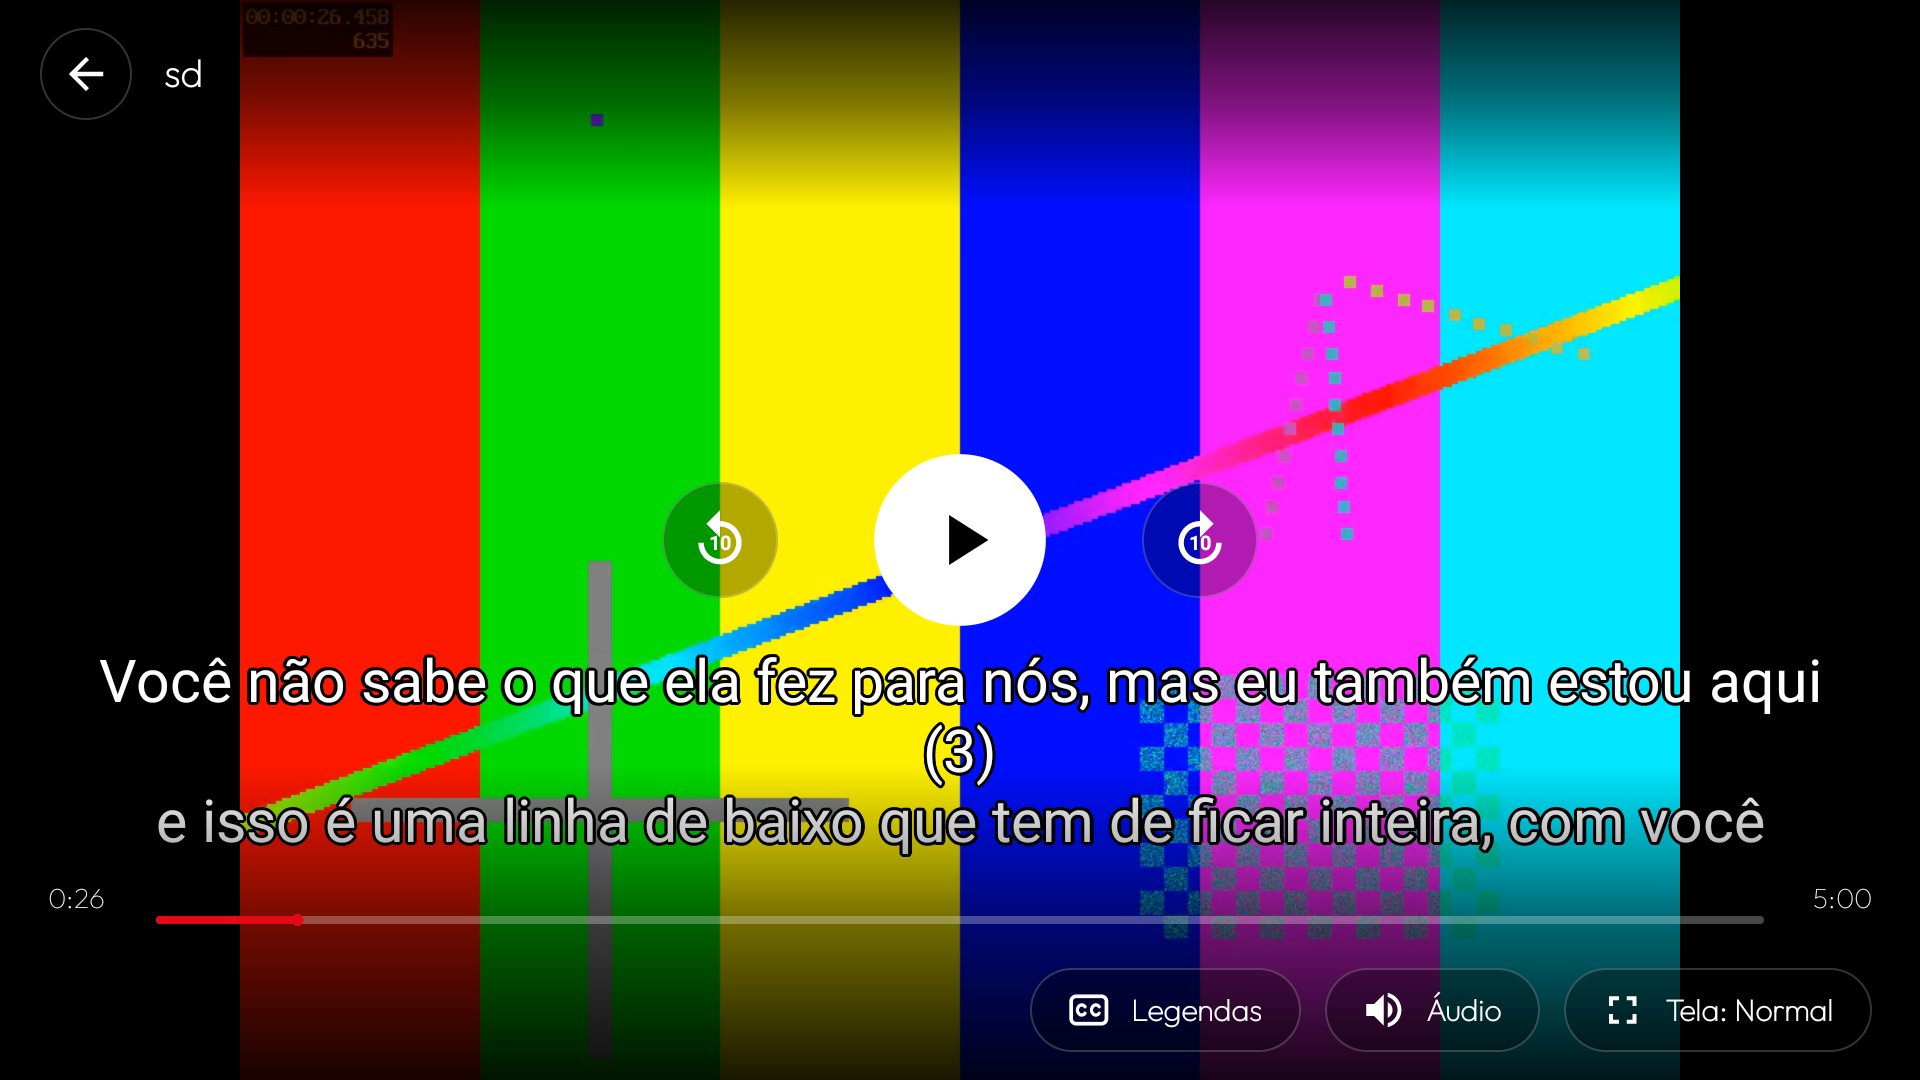 00:00:26.458
635
sd
10
10
Você não sabe o que ela fez para nós, mas eu também estou aqui
(3)
e isso é uma linha de baixo que tem de ficar inteira, com você
0:26
5:00
CC Legendas
Áudio
Tela: Normal